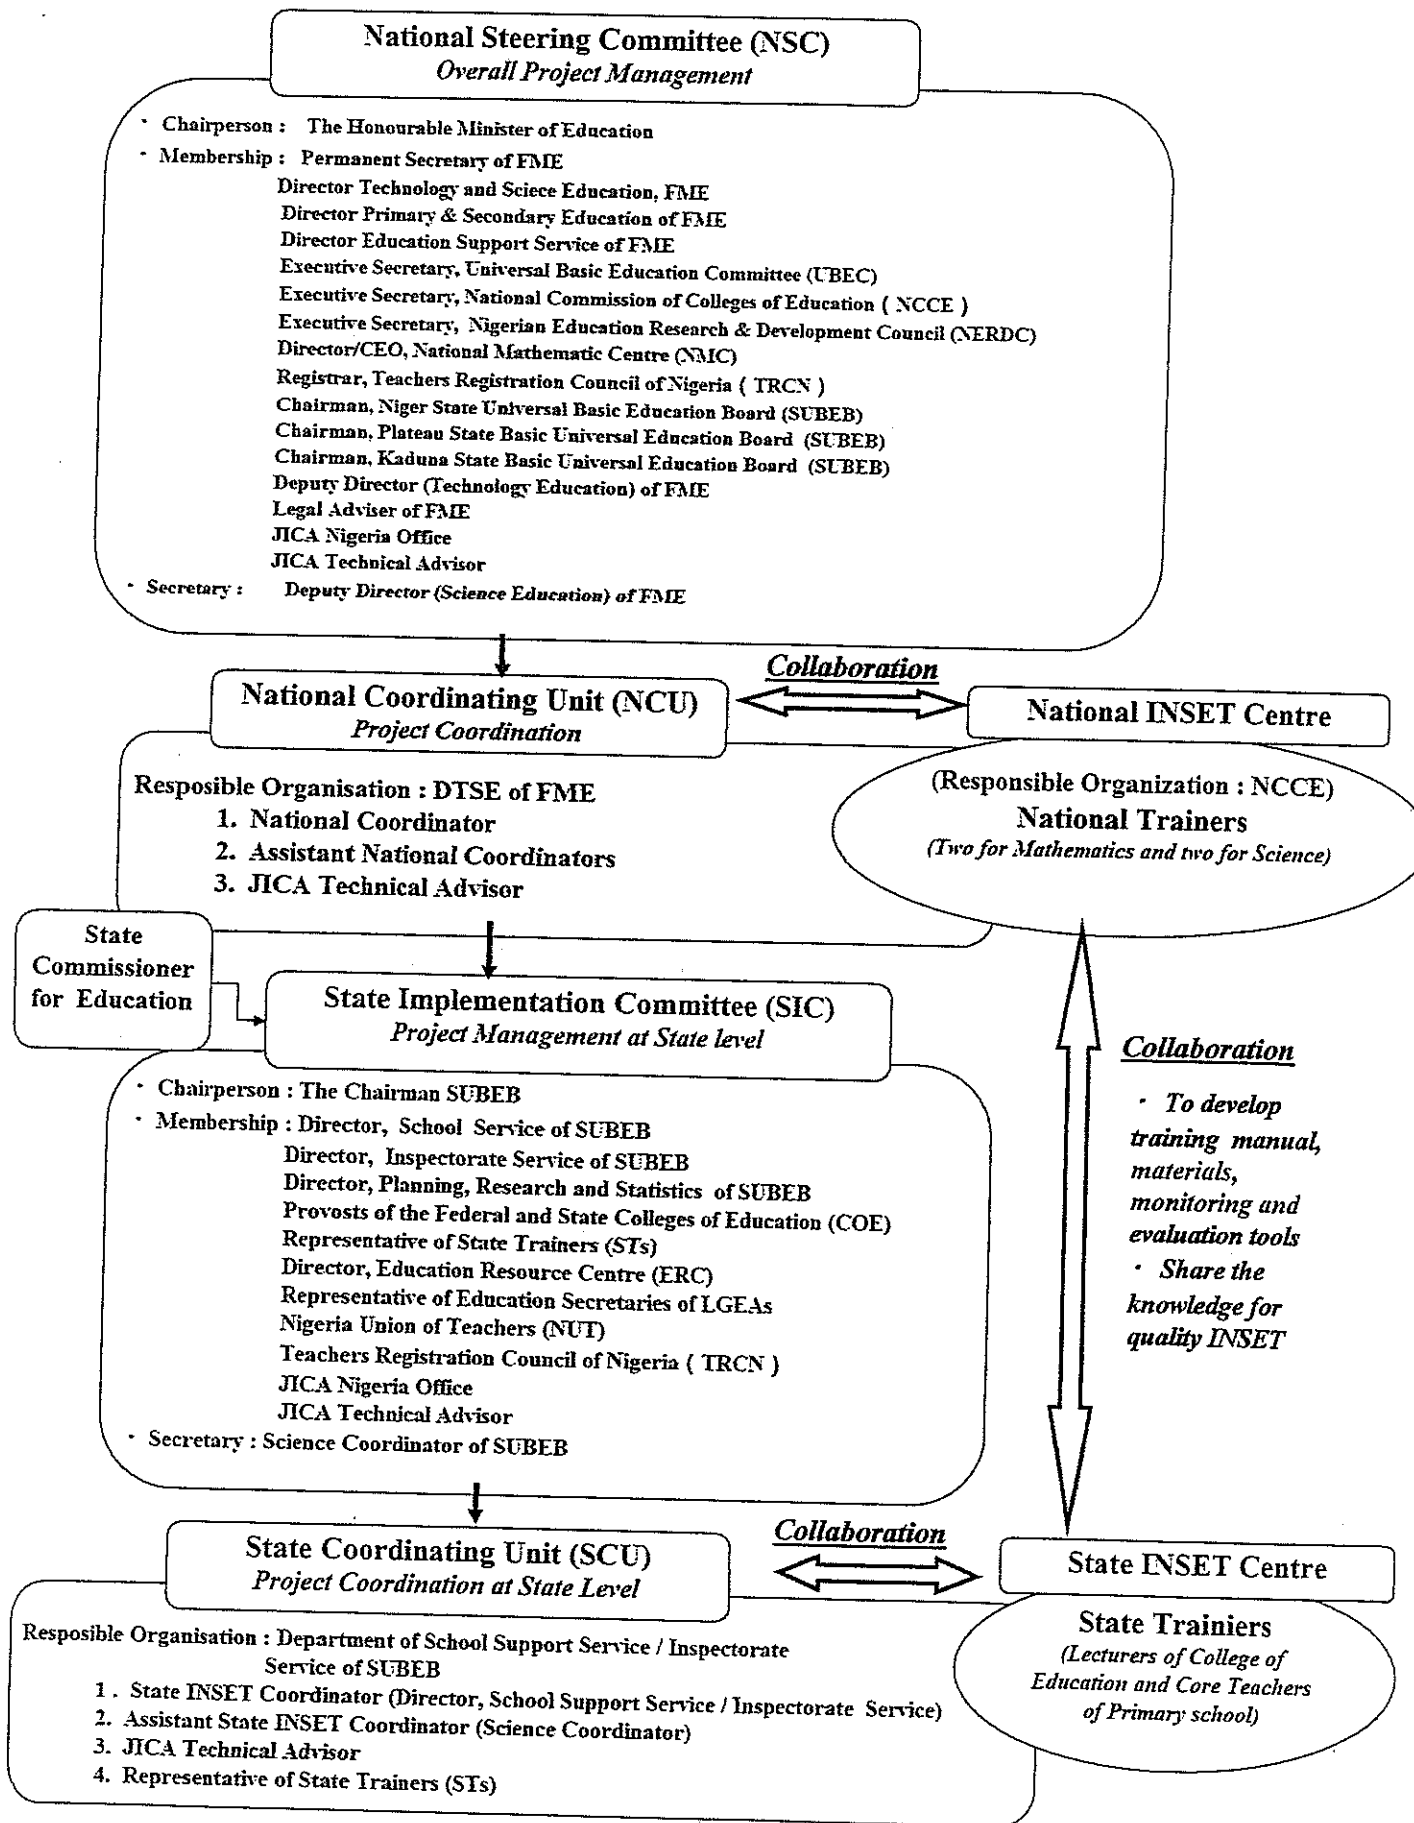 National Steering Committee (NSC)
Overall Project Management
・ Chairperson : The Honourable Minister of Education
・ Membership : Permanent Secretary of FME
Director Technology and Sciece Education, FME
Director Primary & Secondary Education of FME
Director Education Support Service of FME
Executive Secretary, Universal Basic Education Committee (UBEC)
Executive Secretary, National Commission of Colleges of Education ( NCCE )
Executive Secretary, Nigerian Education Research & Development Council (NERDC)
Director/CEO, National Mathematic Centre (NMC)
Registrar, Teachers Registration Council of Nigeria ( TRCN )
Chairman, Niger State Universal Basic Education Board (SUBEB)
Chairman, Plateau State Basic Universal Education Board (SUBEB)
Chairman, Kaduna State Basic Universal Education Board (SUBEB)
Deputy Director (Technology Education) of FME
Legal Adviser of FME
JICA Nigeria Office
JICA Technical Advisor
・ Secretary : Deputy Director (Science Education) of FME
Collaboration
National Coordinating Unit (NCU)
Project Coordination
National INSET Centre
Resposible Organisation : DTSE of FME
1. National Coordinator
2. Assistant National Coordinators
3. JICA Technical Advisor
(Responsible Organization : NCCE)
National Trainers
(Two for Mathematics and two for Science)
State
Commissioner
for Education
State Implementation Committee (SIC)
Project Management at State level
・ Chairperson : The Chairman SUBEB
・ Membership : Director, School Service of SUBEB
Director, Inspectorate Service of SUBEB
Director, Planning, Research and Statistics of SUBEB
Provosts of the Federal and State Colleges of Education (COE)
Representative of State Trainers (STs)
Director, Education Resource Centre (ERC)
Representative of Education Secretaries of LGEAs
Nigeria Union of Teachers (NUT)
Teachers Registration Council of Nigeria ( TRCN )
JICA Nigeria Office
JICA Technical Advisor
・ Secretary : Science Coordinator of SUBEB
Collaboration
・ To develop
training manual,
materials,
monitoring and
evaluation tools
・ Share the
knowledge for
quality INSET
State Coordinating Unit (SCU)
Project Coordination at State Level
Collaboration
State INSET Centre
Resposible Organisation : Department of School Support Service / Inspectorate
Service of SUBEB
1 . State INSET Coordinator (Director, School Support Service / Inspectorate Service)
2. Assistant State INSET Coordinator (Science Coordinator)
3. JICA Technical Advisor
4. Representative of State Trainers (STs)
State Trainiers
(Lecturers of College of
Education and Core Teachers
of Primary school)